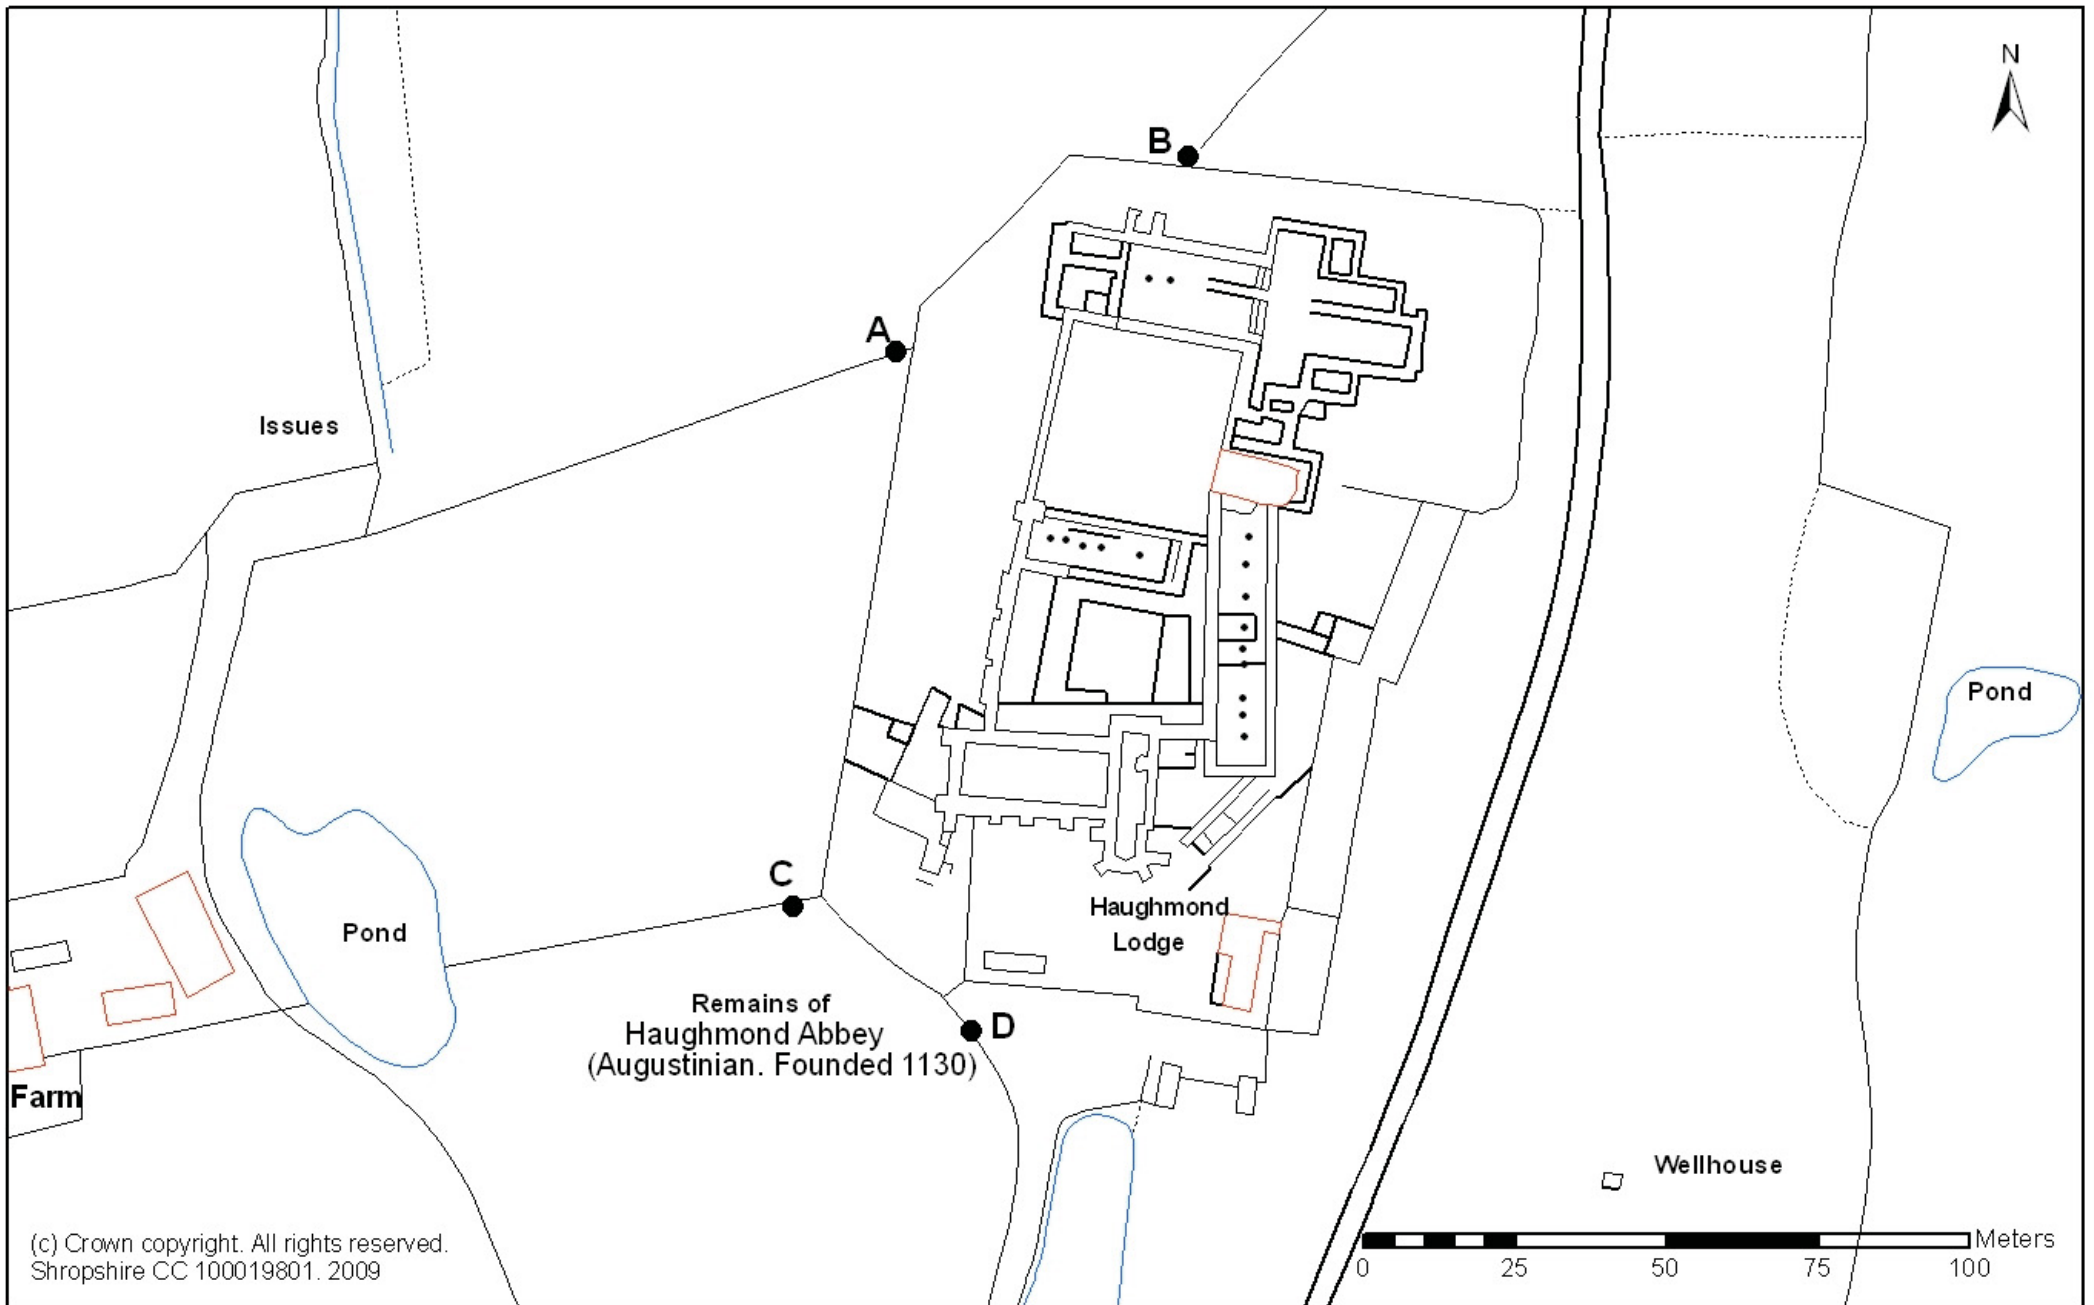 N
B
A
Issues
Pond
C
Haughmond
Lodge
Pond
Remains of
Haughmond Abbey
(Augustinian. Founded 1130)
D
Farm
Wellhouse
(c) Crown copyright. All rights reserved.
Shropshire CC 100019801. 2009
Meters
0 25 50 75 100